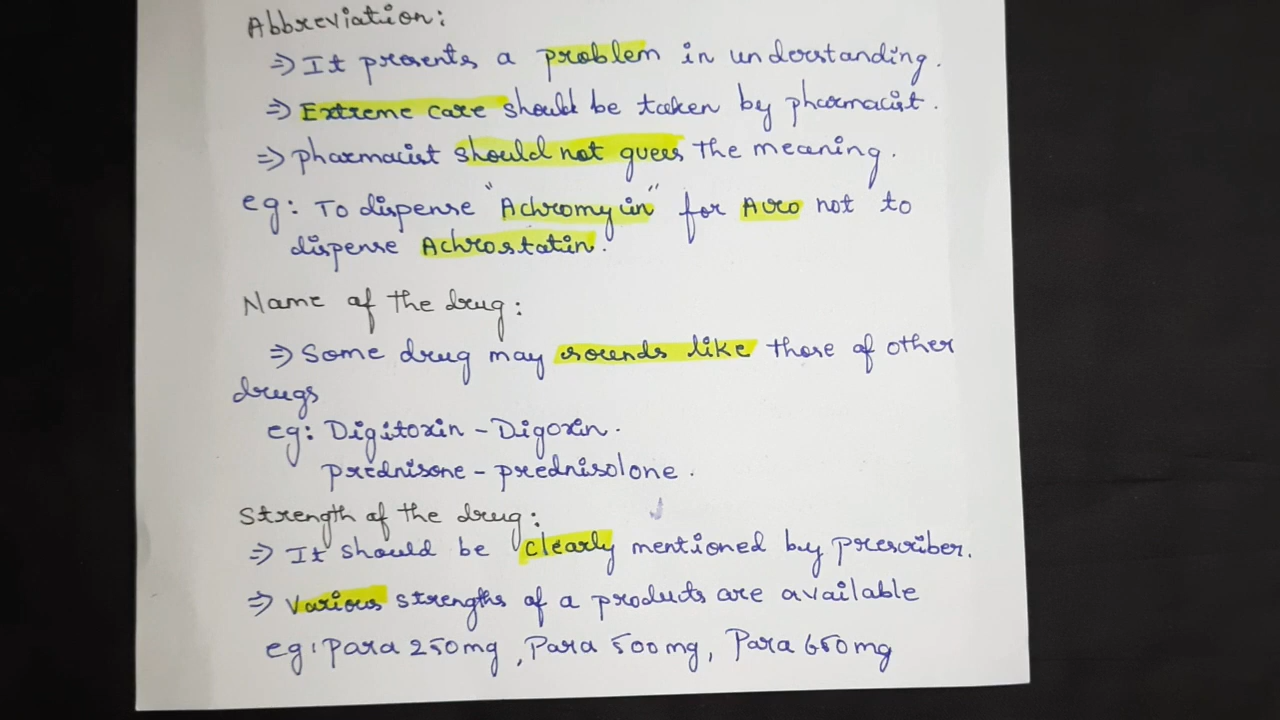 Abbreviation:
⇒ It presents a problem in understanding.
⇒ Extreme care should be taken by pharmacist.
⇒ pharmacist should not guess the meaning.
eg: To dispense "Achromycin" for Acro not to
dispense Achrostatin.
Name of the drug:
⇒ Some drug may sounds like those of other
drugs
eg: Digitoxin - Digoxin.
prednisone - prednisolone.
Strength of the drug:
⇒ It should be clearly mentioned by prescriber.
⇒ Various strengths of a products are available
eg: Para 250mg, Para 500mg, Para 650mg